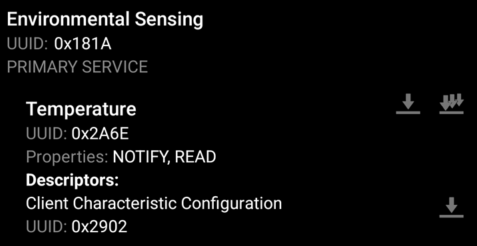 Environmental Sensing
UUID: 0x181A
PRIMARY SERVICE
Temperature
UUID: 0x2A6E
Properties: NOTIFY, READ
Descriptors:
Client Characteristic Configuration
UUID: 0x2902